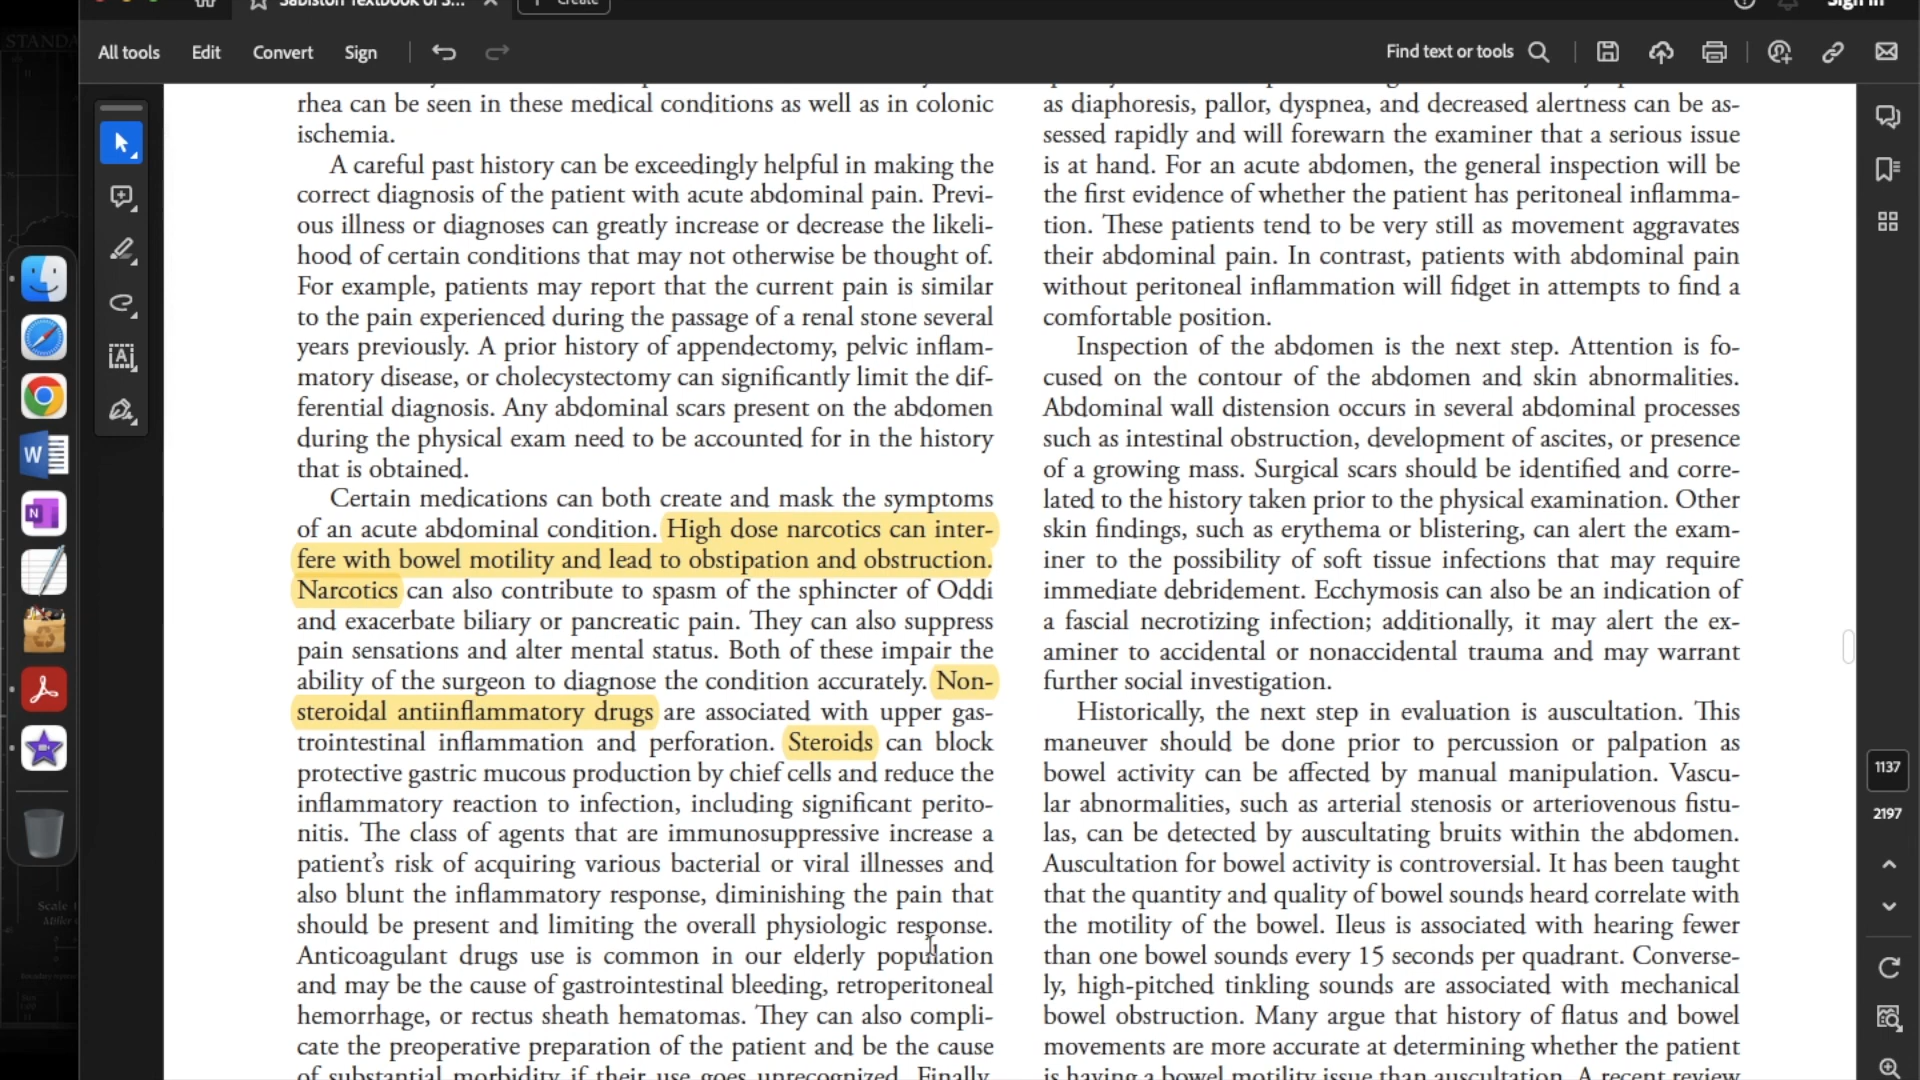 Sabiston Textbook of S...
Create
Sign in
All tools
Edit
Convert
Sign
Find text or tools
rhea can be seen in these medical conditions as well as in colonic
ischemia.
A careful past history can be exceedingly helpful in making the
correct diagnosis of the patient with acute abdominal pain. Previ-
ous illness or diagnoses can greatly increase or decrease the likeli-
hood of certain conditions that may not otherwise be thought of.
For example, patients may report that the current pain is similar
to the pain experienced during the passage of a renal stone several
years previously. A prior history of appendectomy, pelvic inflam-
matory disease, or cholecystectomy can significantly limit the dif-
ferential diagnosis. Any abdominal scars present on the abdomen
during the physical exam need to be accounted for in the history
that is obtained.
Certain medications can both create and mask the symptoms
of an acute abdominal condition. High dose narcotics can inter-
fere with bowel motility and lead to obstipation and obstruction.
Narcotics can also contribute to spasm of the sphincter of Oddi
and exacerbate biliary or pancreatic pain. They can also suppress
pain sensations and alter mental status. Both of these impair the
ability of the surgeon to diagnose the condition accurately. Non-
steroidal antiinflammatory drugs are associated with upper gas-
trointestinal inflammation and perforation. Steroids can block
protective gastric mucous production by chief cells and reduce the
inflammatory reaction to infection, including significant perito-
nitis. The class of agents that are immunosuppressive increase a
patient's risk of acquiring various bacterial or viral illnesses and
also blunt the inflammatory response, diminishing the pain that
should be present and limiting the overall physiologic response.
Anticoagulant drugs use is common in our elderly population
and may be the cause of gastrointestinal bleeding, retroperitoneal
hemorrhage, or rectus sheath hematomas. They can also compli-
cate the preoperative preparation of the patient and be the cause
of substantial morbidity if their use goes unrecognized. Finally,
as diaphoresis, pallor, dyspnea, and decreased alertness can be as-
sessed rapidly and will forewarn the examiner that a serious issue
is at hand. For an acute abdomen, the general inspection will be
the first evidence of whether the patient has peritoneal inflamma-
tion. These patients tend to be very still as movement aggravates
their abdominal pain. In contrast, patients with abdominal pain
without peritoneal inflammation will fidget in attempts to find a
comfortable position.
Inspection of the abdomen is the next step. Attention is fo-
cused on the contour of the abdomen and skin abnormalities.
Abdominal wall distension occurs in several abdominal processes
such as intestinal obstruction, development of ascites, or presence
of a growing mass. Surgical scars should be identified and corre-
lated to the history taken prior to the physical examination. Other
skin findings, such as erythema or blistering, can alert the exam-
iner to the possibility of soft tissue infections that may require
immediate debridement. Ecchymosis can also be an indication of
a fascial necrotizing infection; additionally, it may alert the ex-
aminer to accidental or nonaccidental trauma and may warrant
further social investigation.
Historically, the next step in evaluation is auscultation. This
maneuver should be done prior to percussion or palpation as
bowel activity can be affected by manual manipulation. Vascu-
lar abnormalities, such as arterial stenosis or arteriovenous fistu-
las, can be detected by auscultating bruits within the abdomen.
Auscultation for bowel activity is controversial. It has been taught
that the quantity and quality of bowel sounds heard correlate with
the motility of the bowel. Ileus is associated with hearing fewer
than one bowel sounds every 15 seconds per quadrant. Converse-
ly, high-pitched tinkling sounds are associated with mechanical
bowel obstruction. Many argue that history of flatus and bowel
movements are more accurate at determining whether the patient
is having a bowel motility issue than auscultation. A recent review
1137
2197